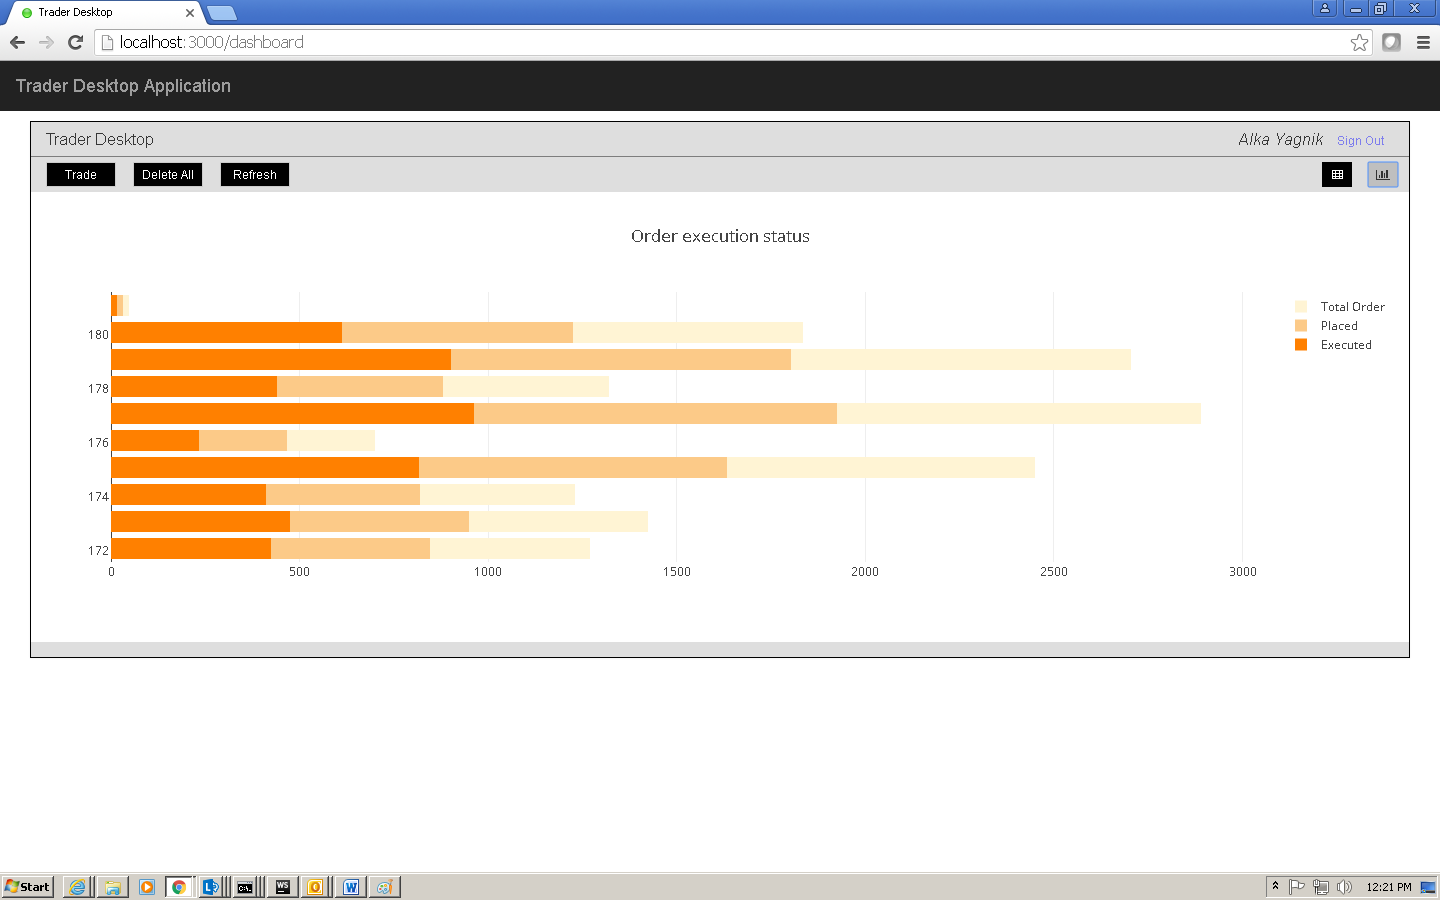 Trader Desktop
localhost:3000/dashboard
Trader Desktop Application
Trader Desktop
Alka Yagnik Sign Out
Trade Delete All Refresh
Order execution status
Total Order
Placed
Executed
180
178
176
174
172
0 500 1000 1500 2000 2500 3000
Start
C:\.
WS
12:21 PM